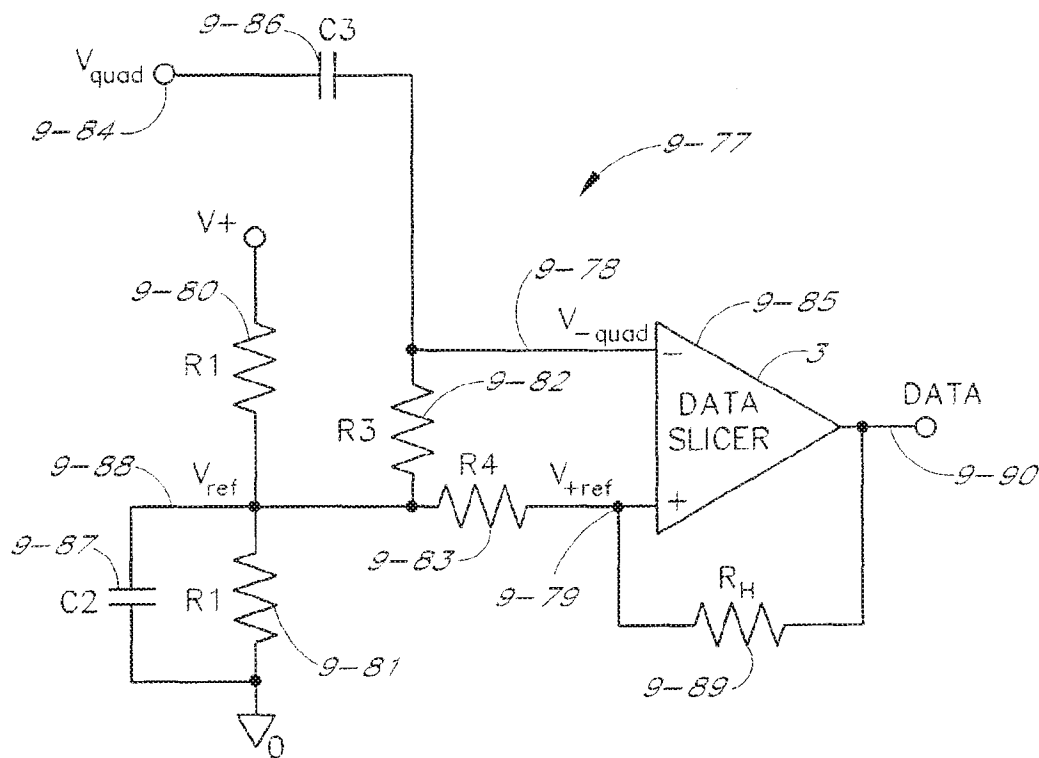 9-86
C3
V_quad
9-84
9-77
V+
9-80
R1
9-78
V_-quad
9-85
3
9-82
R3
DATA
SLICER
DATA
9-90
9-88
V_ref
R4
V_+ref
9-87
C2
R1
9-83
9-79
R_H
9-81
9-89
0
-
+